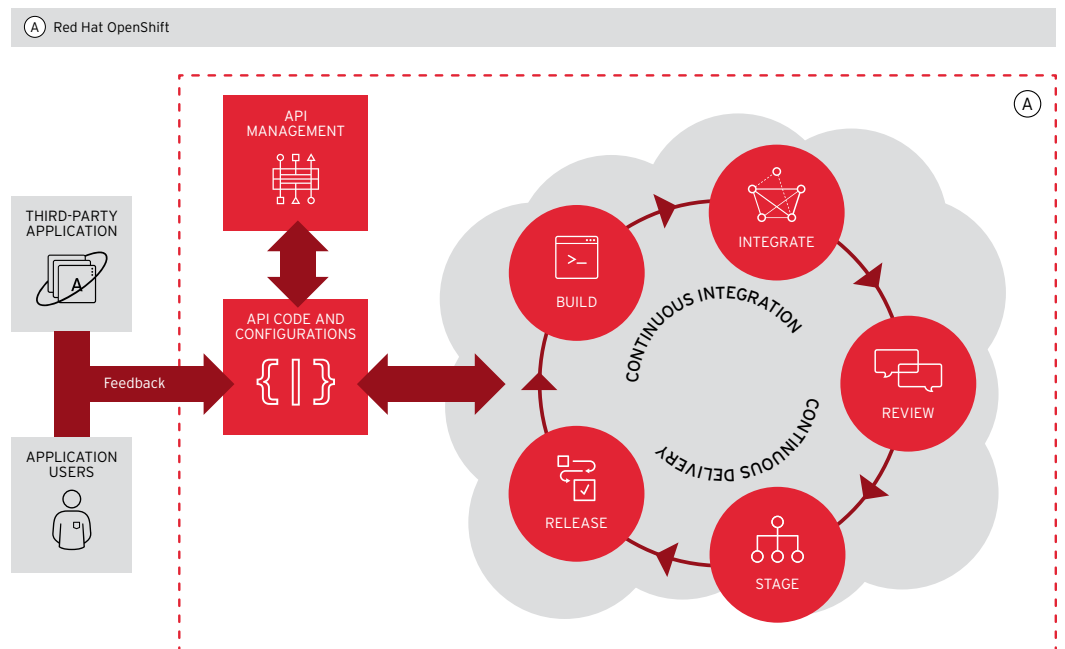 A Red Hat OpenShift
A
API
MANAGEMENT
THIRD-PARTY
APPLICATION
A
API CODE AND
CONFIGURATIONS
{|}
Feedback
APPLICATION
USERS
INTEGRATE
>_
BUILD
CONTINUOUS INTEGRATION
REVIEW
CONTINUOUS DELIVERY
RELEASE
STAGE